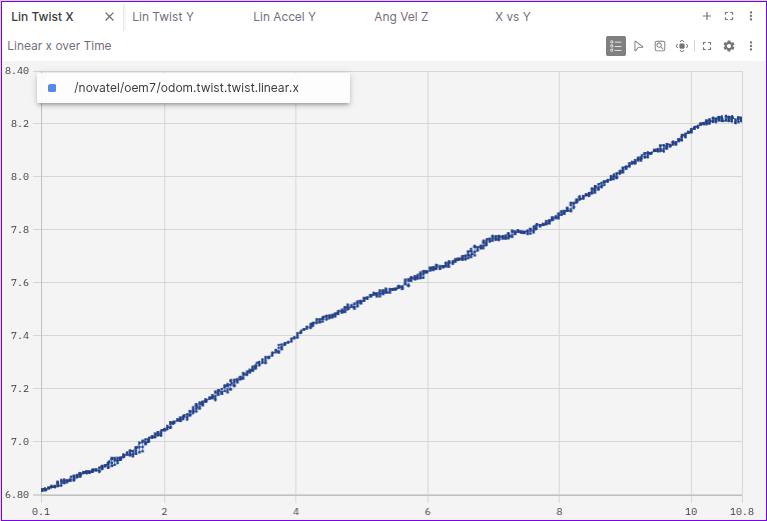 Lin Twist X Lin Twist Y Lin Accel Y Ang Vel Z X vs Y
Linear x over Time
8.40
/novatel/oem7/odom.twist.twist.linear.x
8.2
8.0
7.8
7.6
7.4
7.2
7.0
6.80
0.1 2 4 6 8 10 10.8